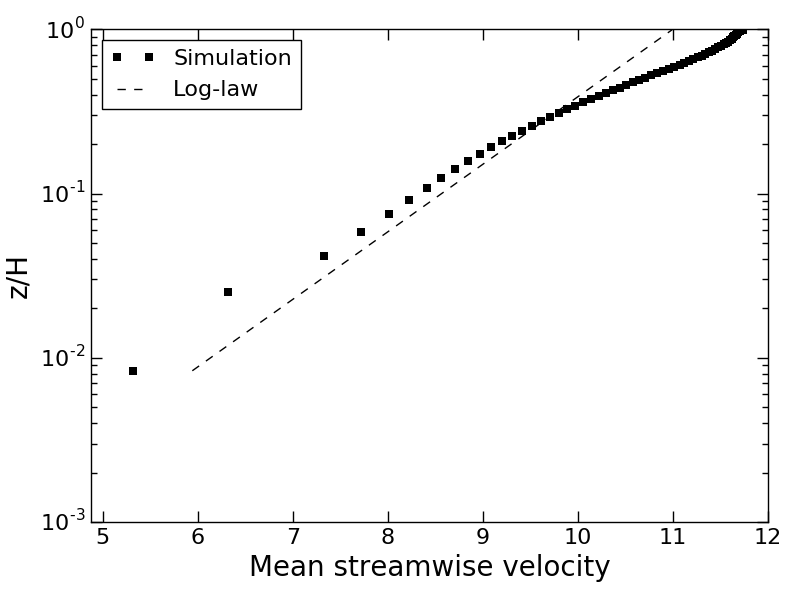 10^0
Simulation
Log-law
10^-1
z/H
10^-2
10^-3
5 6 7 8 9 10 11 12
Mean streamwise velocity